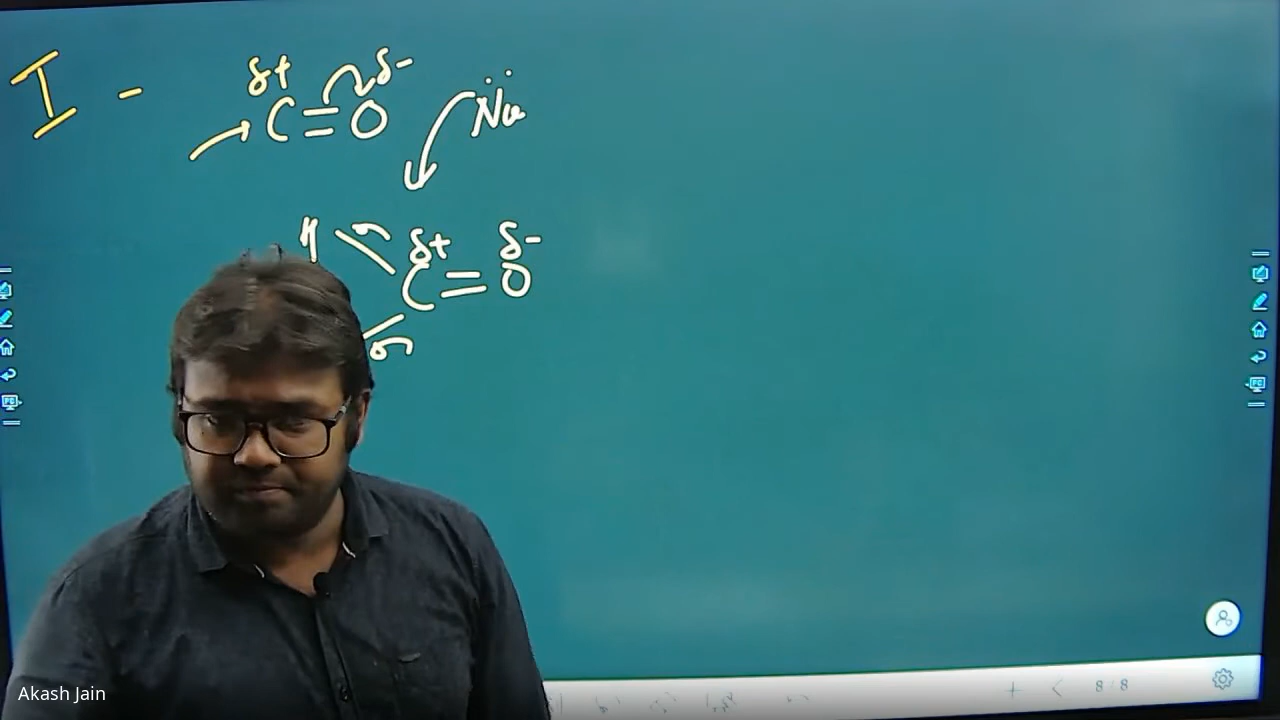 I - δ+ δ-
C=O
Nu
H δ+ δ-
C=O
8/8
Akash Jain